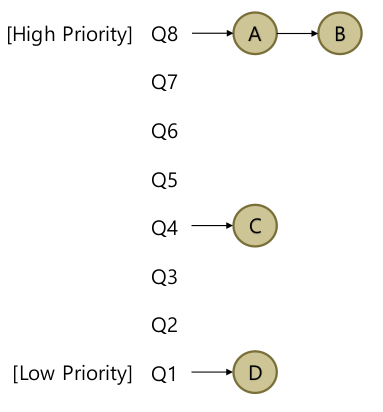 [High Priority] Q8 A B
Q7
Q6
Q5
Q4 C
Q3
Q2
[Low Priority] Q1 D